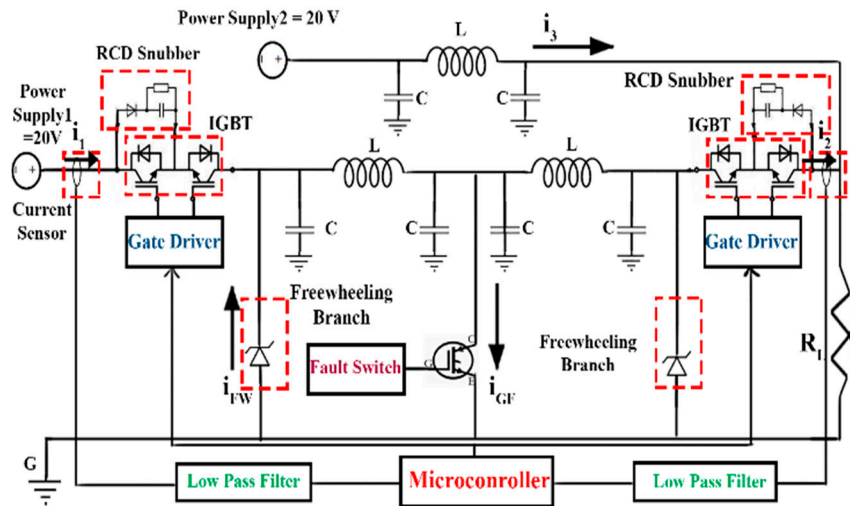 Power Supply2 = 20 V
L
i3
RCD Snubber
RCD Snubber
C
C
Power
Supply1
=20V
i1
IGBT
IGBT
i2
L
L
Current
Sensor
C
C
C
C
Gate Driver
Gate Driver
Freewheeling
Branch
Freewheeling
Branch
Fault Switch
G
C
E
iFW
iGF
RL
G
Low Pass Filter
Microconroller
Low Pass Filter